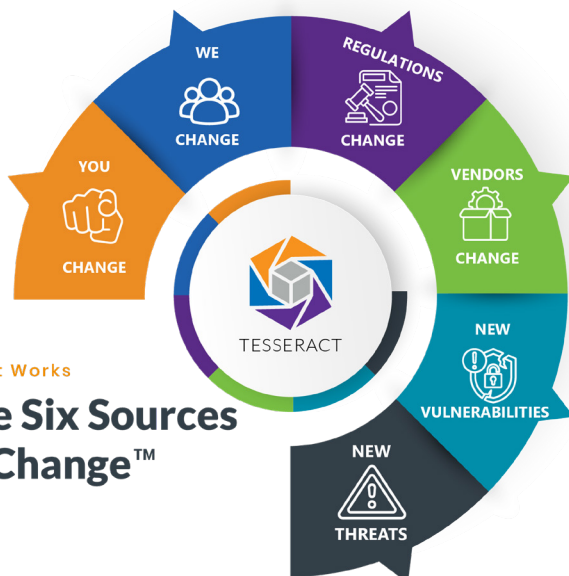 WE
CHANGE
REGULATIONS
CHANGE
YOU
CHANGE
VENDORS
CHANGE
TESSERACT
NEW
VULNERABILITIES
Works
Six Sources
Change™
NEW
THREATS